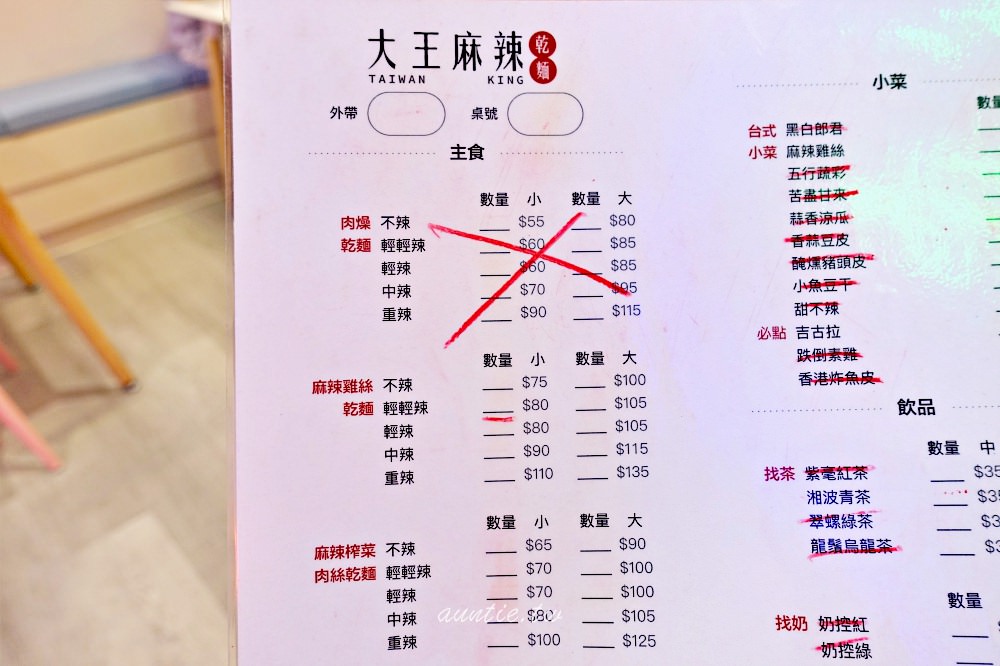 大王麻辣乾麵
TAIWAN KING
外帶 桌號
主食
數量 小 數量 大
肉燥 不辣 $55 $80
乾麵 輕輕辣 $60 $85
輕辣 $60 $85
中辣 $70 $95
重辣 $90 $115
數量 小 數量 大
麻辣雞絲 不辣 $75 $100
乾麵 輕輕辣 $80 $105
輕辣 $80 $105
中辣 $90 $115
重辣 $110 $135
數量 小 數量 大
麻辣榨菜 不辣 $65 $90
肉絲乾麵 輕輕辣 $70 $100
輕辣 $70 $100
中辣 $80 $105
重辣 $100 $125
auntie.tw
小菜
數量
台式 黑白郎君
小菜 麻辣雞絲
五行蔬彩
苦盡甘來
蒜香涼瓜
香蒜豆皮
醃燻豬頭皮
小魚豆干
甜不辣
必點 吉古拉
跌倒素雞
香港炸魚皮
飲品
數量 中
找茶 紫毫紅茶 $35
湘波青茶
翠螺綠茶
龍鬚烏龍茶
數量
找奶 奶控紅
奶控綠